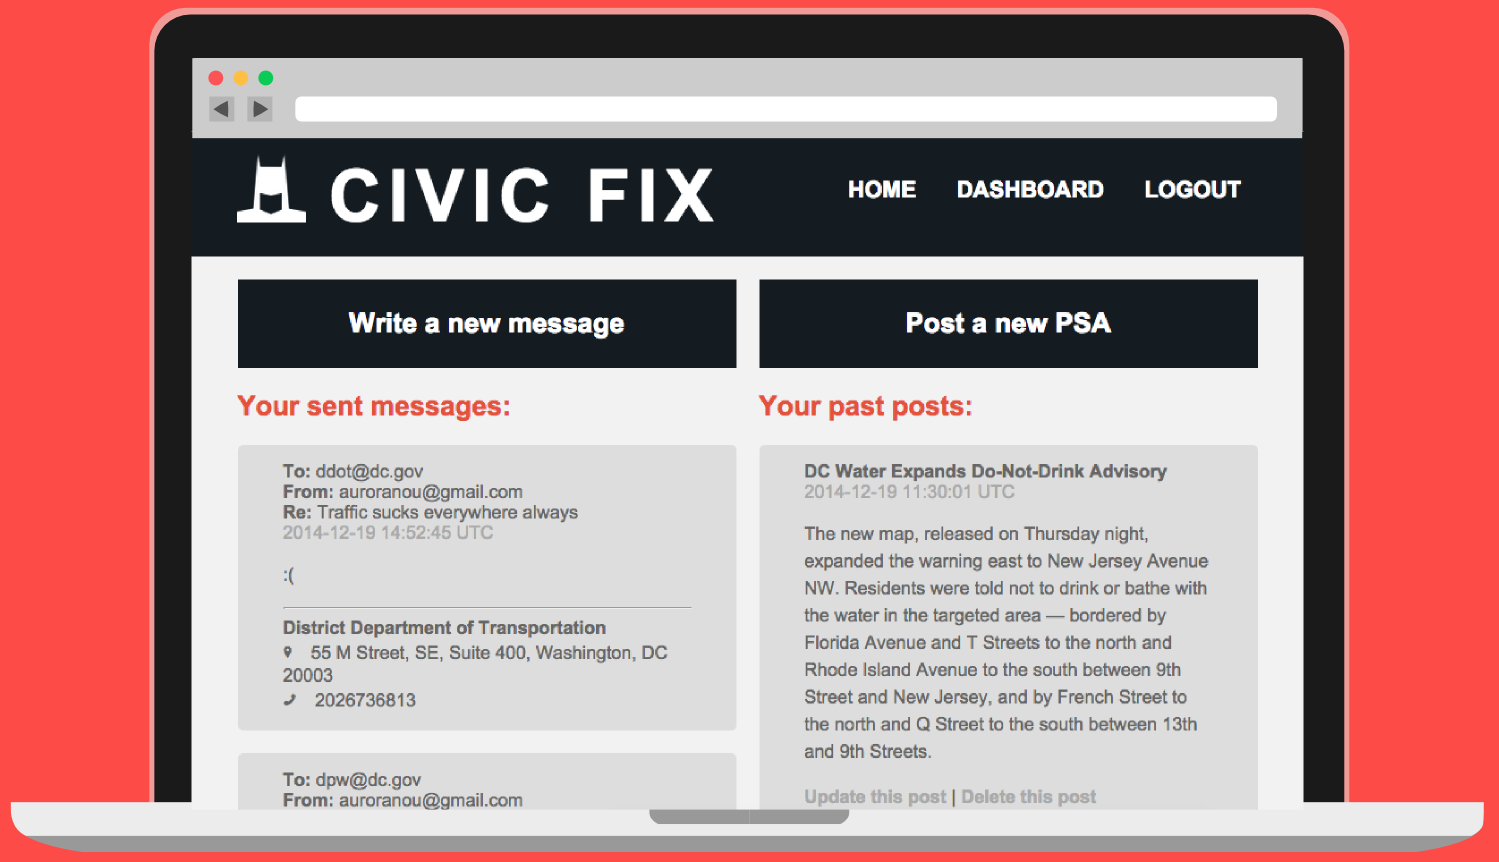 CIVIC FIX
HOME DASHBOARD LOGOUT
Write a new message
Your sent messages:
To: ddot@dc.gov
From: auroranou@gmail.com
Re: Traffic sucks everywhere always
2014-12-19 14:52:45 UTC
:(
District Department of Transportation
55 M Street, SE, Suite 400, Washington, DC
20003
2026736813
To: dpw@dc.gov
From: auroranou@gmail.com
Post a new PSA
Your past posts:
DC Water Expands Do-Not-Drink Advisory
2014-12-19 11:30:01 UTC
The new map, released on Thursday night,
expanded the warning east to New Jersey Avenue
NW. Residents were told not to drink or bathe with
the water in the targeted area — bordered by
Florida Avenue and T Streets to the north and
Rhode Island Avenue to the south between 9th
Street and New Jersey, and by French Street to
the north and Q Street to the south between 13th
and 9th Streets.
Update this post | Delete this post